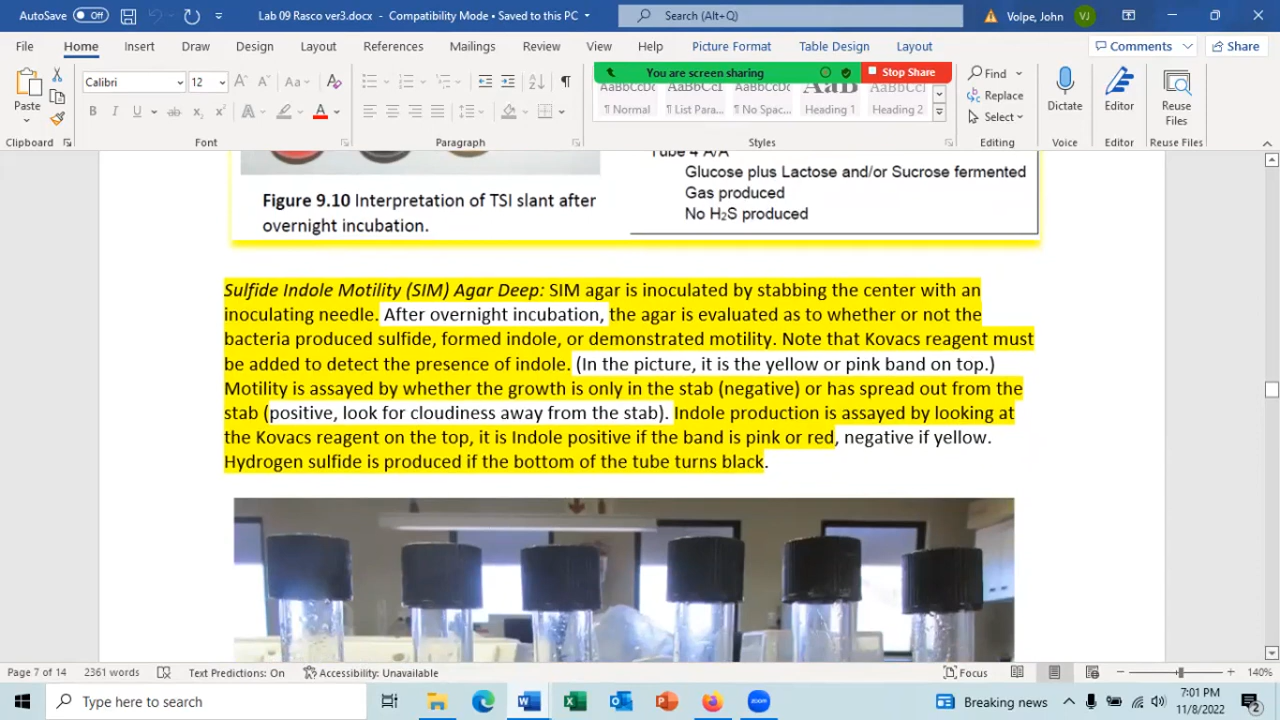 AutoSave Off Lab 09 Rasco ver3.docx - Compatibility Mode • Saved to this PC Search (Alt+Q) Volpe, John VJ
File Home Insert Draw Design Layout References Mailings Review View Help Picture Format Table Design Layout Comments Share
You are screen sharing Stop Share
Paste Calibri 12 Find Replace Select Dictate Editor Reuse Files
AaBbCcDc AaBbCcI AaBbCcDc AaB AaBbCcI
¶ Normal ¶ List Para... ¶ No Spac... Heading 1 Heading 2
Clipboard Font Paragraph Styles Editing Voice Editor Reuse Files
Tube 4 A/A
Glucose plus Lactose and/or Sucrose fermented
Gas produced
No H₂S produced
Figure 9.10 Interpretation of TSI slant after
overnight incubation.
Sulfide Indole Motility (SIM) Agar Deep: SIM agar is inoculated by stabbing the center with an
inoculating needle. After overnight incubation, the agar is evaluated as to whether or not the
bacteria produced sulfide, formed indole, or demonstrated motility. Note that Kovacs reagent must
be added to detect the presence of indole. (In the picture, it is the yellow or pink band on top.)
Motility is assayed by whether the growth is only in the stab (negative) or has spread out from the
stab (positive, look for cloudiness away from the stab). Indole production is assayed by looking at
the Kovacs reagent on the top, it is Indole positive if the band is pink or red, negative if yellow.
Hydrogen sulfide is produced if the bottom of the tube turns black.
Page 7 of 14 2361 words Text Predictions: On Accessibility: Unavailable Focus 140%
Type here to search Breaking news 7:01 PM
11/8/2022 2